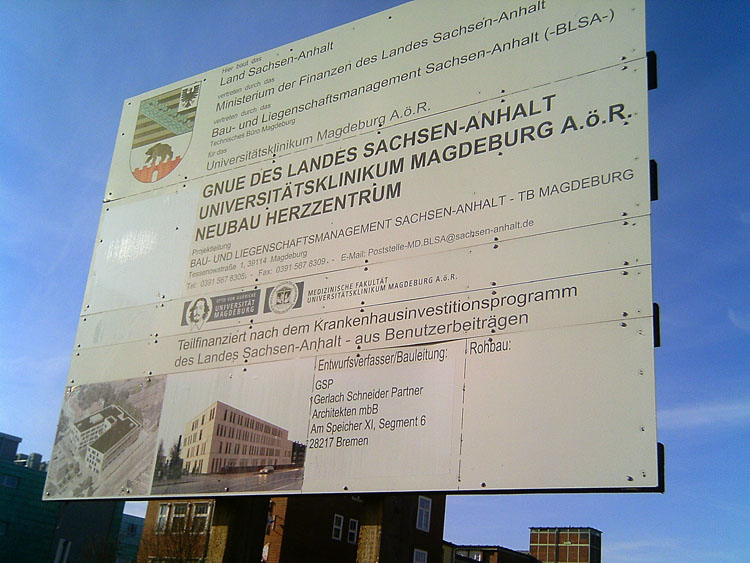 Hier baut das
Land Sachsen-Anhalt
vertreten durch das
Ministerium der Finanzen des Landes Sachsen-Anhalt
vertreten durch das
Bau- und Liegenschaftsmanagement Sachsen-Anhalt (-BLSA-)
Technisches Büro Magdeburg
für das
Universitätsklinikum Magdeburg A.ö.R.
GNUE DES LANDES SACHSEN-ANHALT
UNIVERSITÄTSKLINIKUM MAGDEBURG A.ö.R.
NEUBAU HERZZENTRUM
Projektleitung
BAU- UND LIEGENSCHAFTSMANAGEMENT SACHSEN-ANHALT - TB MAGDEBURG
Tessenowstraße 1, 39114 Magdeburg
Tel: 0391 567 8305, - Fax: 0391 567 8309, - E-Mail: Poststelle-MD.BLSA@sachsen-anhalt.de
OTTO VON GUERICKE
UNIVERSITÄT
MAGDEBURG
MEDIZINISCHE FAKULTÄT
UNIVERSITÄTSKLINIKUM MAGDEBURG A.ö.R.
Teilfinanziert nach dem Krankenhausinvestitionsprogramm
des Landes Sachsen-Anhalt - aus Benutzerbeiträgen
Entwurfsverfasser/Bauleitung:
GSP
Gerlach Schneider Partner
Architekten mbB
Am Speicher XI, Segment 6
28217 Bremen
Rohbau: